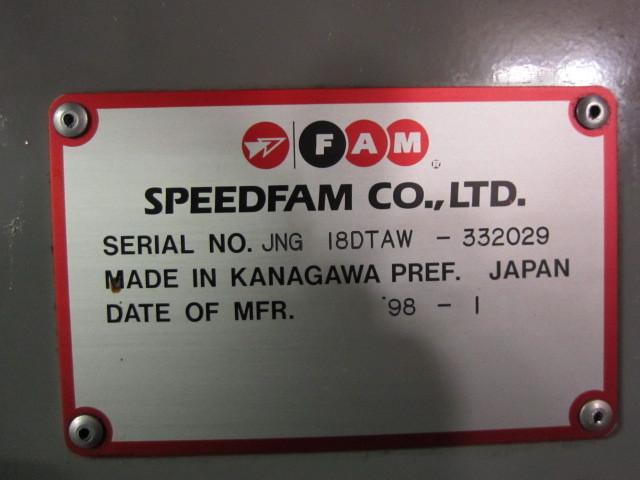 FAM®
SPEEDFAM CO.,LTD.
SERIAL NO. JNG 18DTAW - 332029
MADE IN KANAGAWA PREF. JAPAN
DATE OF MFR. '98 - 1